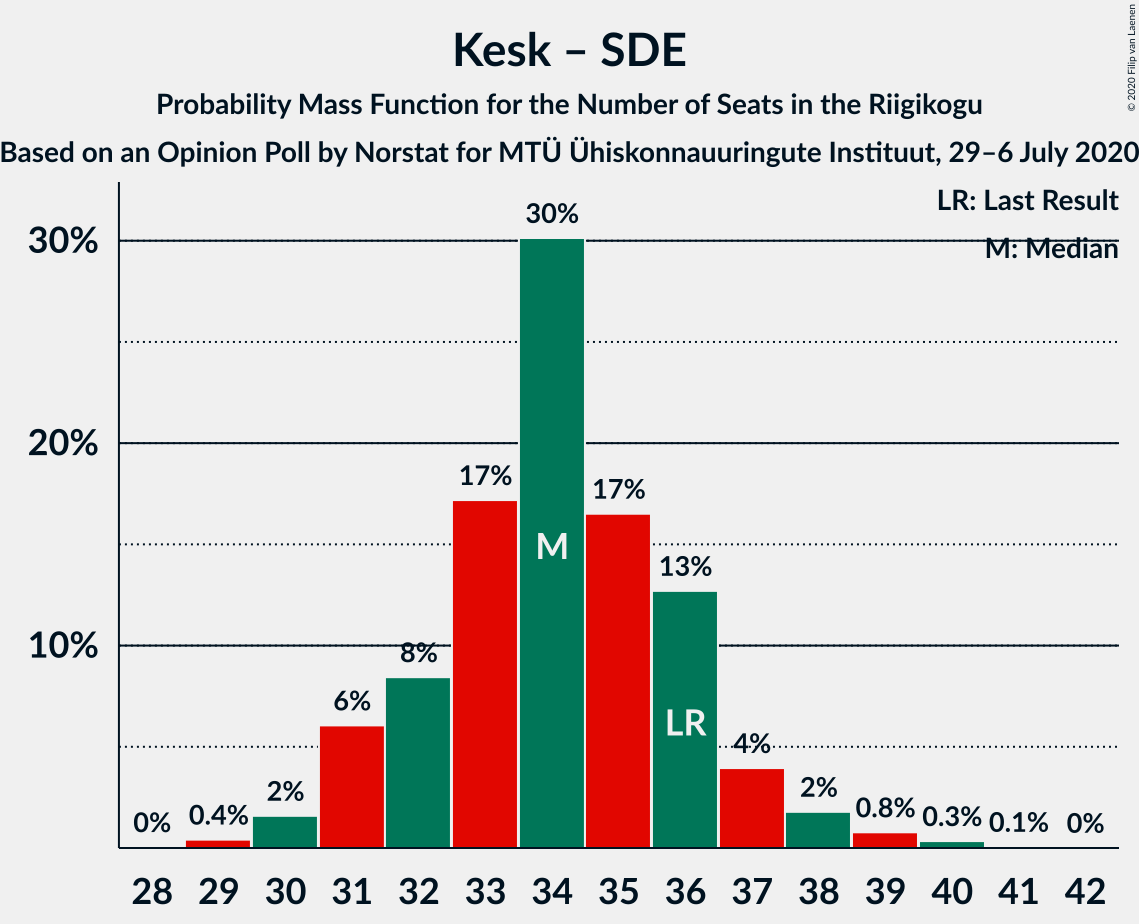 Kesk – SDE
Probability Mass Function for the Number of Seats in the Riigikogu
Based on an Opinion Poll by Norstat for MTÜ Ühiskonnauuringute Instituut, 29–6 July 2020
© 2020 Filip van Laenen
LR: Last Result
M: Median
30%
20%
10%
0%
0.4%
2%
6%
8%
17%
30%
17%
13%
4%
2%
0.8%
0.3%
0.1%
0%
M
LR
28 29 30 31 32 33 34 35 36 37 38 39 40 41 42